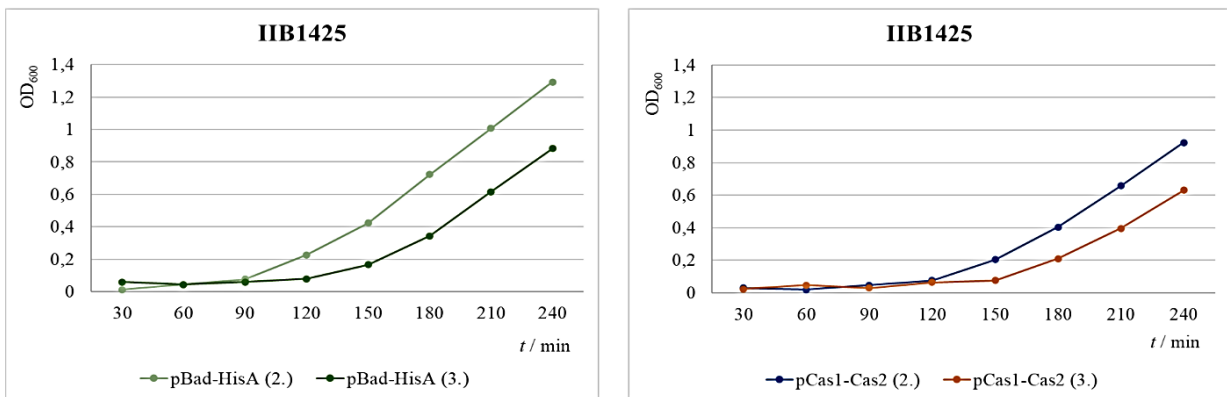 IIB1425
OD600
1,4
1,2
1
0,8
0,6
0,4
0,2
0
30 60 90 120 150 180 210 240
t / min
pBad-HisA (2.) pBad-HisA (3.)
IIB1425
OD600
1,4
1,2
1
0,8
0,6
0,4
0,2
0
30 60 90 120 150 180 210 240
t / min
pCas1-Cas2 (2.) pCas1-Cas2 (3.)